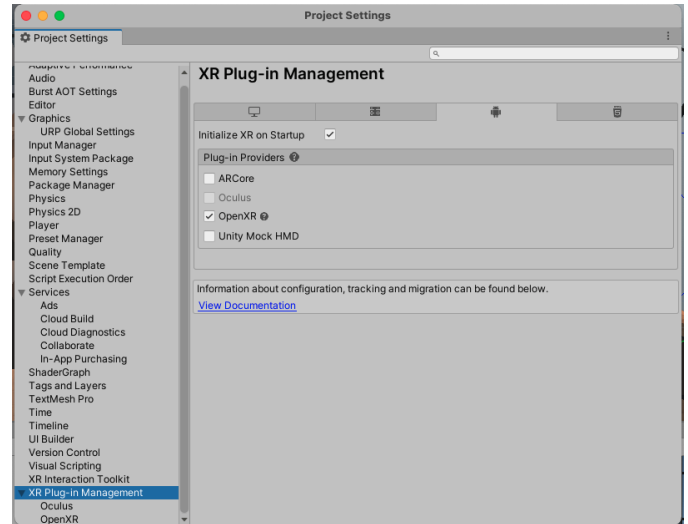 Project Settings
Project Settings
Adaptive Performance
Audio
Burst AOT Settings
Editor
Graphics
URP Global Settings
Input Manager
Input System Package
Memory Settings
Package Manager
Physics
Physics 2D
Player
Preset Manager
Quality
Scene Template
Script Execution Order
Services
Ads
Cloud Build
Cloud Diagnostics
Collaborate
In-App Purchasing
ShaderGraph
Tags and Layers
TextMesh Pro
Time
Timeline
UI Builder
Version Control
Visual Scripting
XR Interaction Toolkit
XR Plug-in Management
Oculus
OpenXR
XR Plug-in Management
Initialize XR on Startup
Plug-in Providers
ARCore
Oculus
OpenXR
Unity Mock HMD
Information about configuration, tracking and migration can be found below.
View Documentation